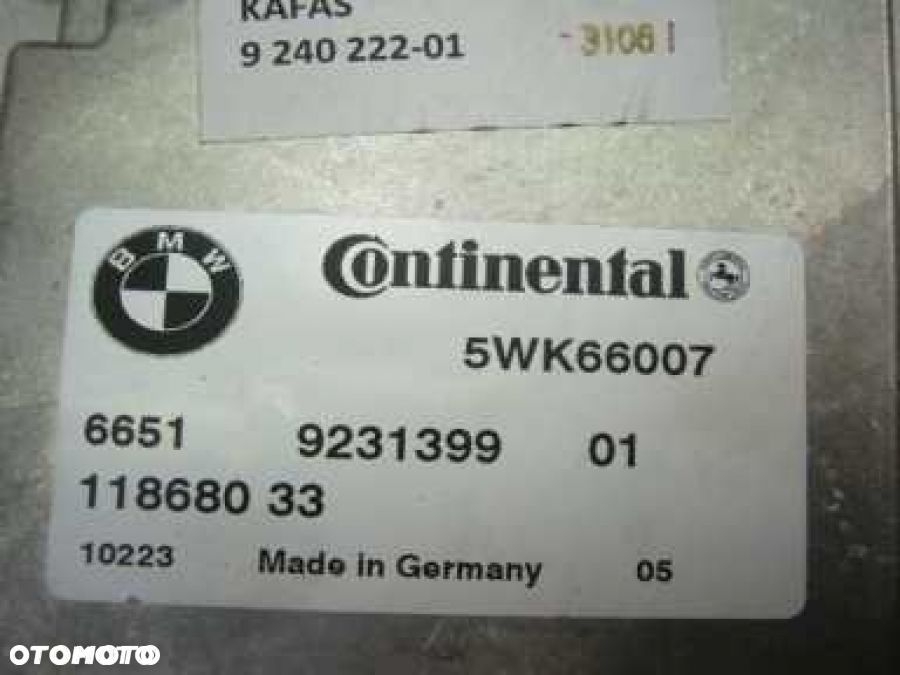 KAFAS
9 240 222-01 - 3106
BMW
Continental
5WK66007
6651 9231399 01
118680 33
10223 Made in Germany 05
OTOMOTO